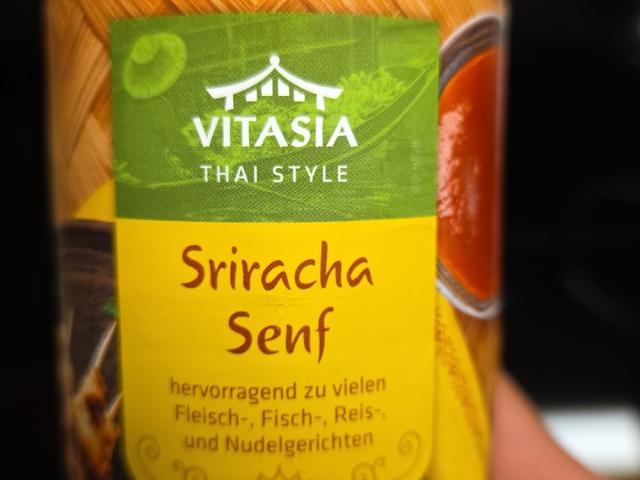 VITASIA
THAI STYLE
Sriracha
Senf
hervorragend zu vielen
Fleisch-, Fisch-, Reis-,
und Nudelgerichten